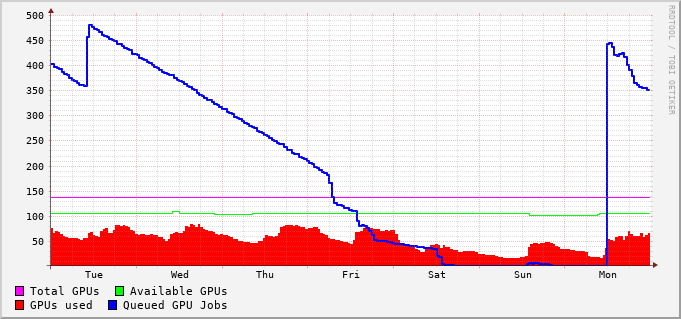 500
450
400
350
300
250
200
150
100
50
Tue Wed Thu Fri Sat Sun Mon
Total GPUs Available GPUs
GPUs used Queued GPU Jobs
RRDTOOL / TOBI OETIKER